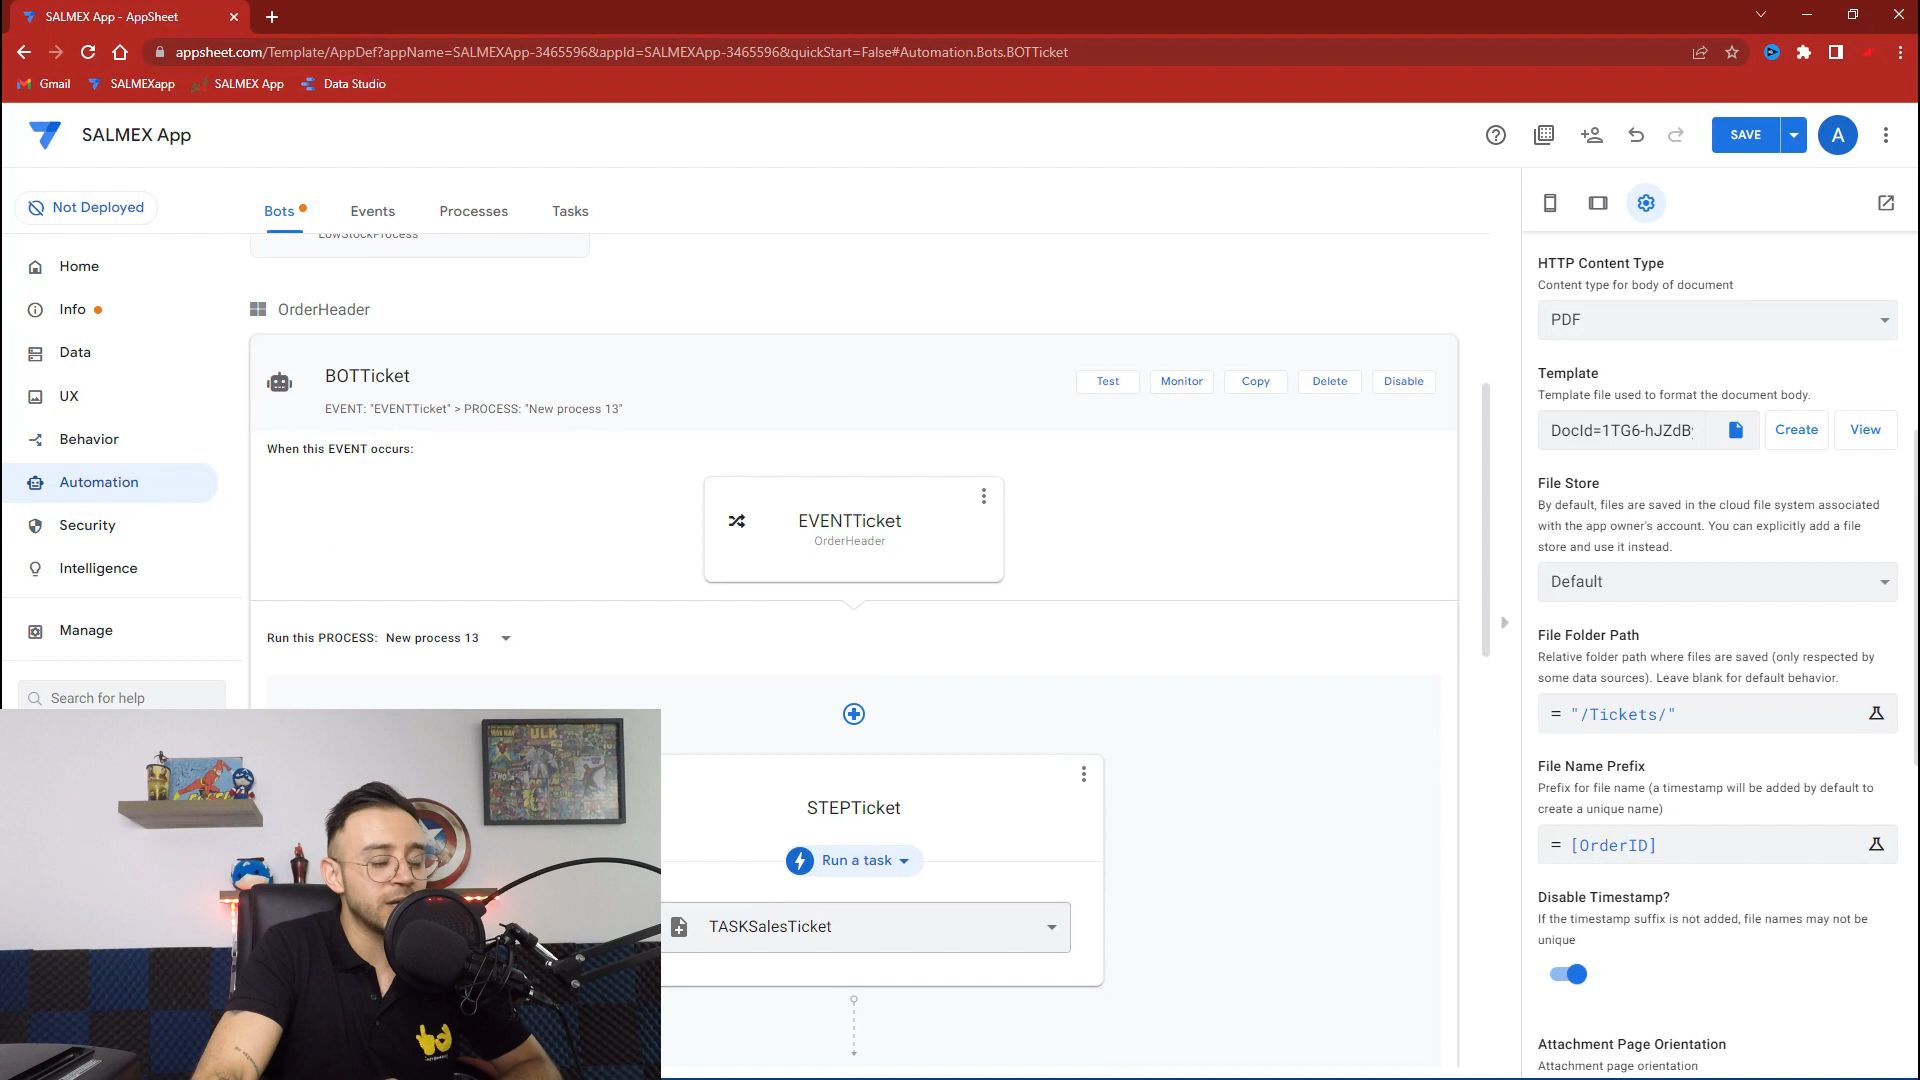 SALMEX App - AppSheet
appsheet.com/Template/AppDef?appName=SALMEXApp-3465596&appId=SALMEXApp-3465596&quickStart=False#Automation.Bots.BOTTicket
Gmail
SALMEXapp
SALMEX App
Data Studio
SALMEX App
SAVE
A
Not Deployed
Home
Info
Data
UX
Behavior
Automation
Security
Intelligence
Manage
Search for help
Bots
Events
Processes
Tasks
LowStockProcess
OrderHeader
BOTTicket
EVENT: "EVENTTicket" > PROCESS: "New process 13"
Test
Monitor
Copy
Delete
Disable
When this EVENT occurs:
EVENTTicket
OrderHeader
Run this PROCESS: New process 13
STEPTicket
Run a task
TASKSalesTicket
HTTP Content Type
Content type for body of document
PDF
Template
Template file used to format the document body.
DocId=1TG6-hJZdB
Create
View
File Store
By default, files are saved in the cloud file system associated
with the app owner's account. You can explicitly add a file
store and use it instead.
Default
File Folder Path
Relative folder path where files are saved (only respected by
some data sources). Leave blank for default behavior.
= "/Tickets/"
File Name Prefix
Prefix for file name (a timestamp will be added by default to
create a unique name)
= [OrderID]
Disable Timestamp?
If the timestamp suffix is not added, file names may not be
unique
Attachment Page Orientation
Attachment page orientation